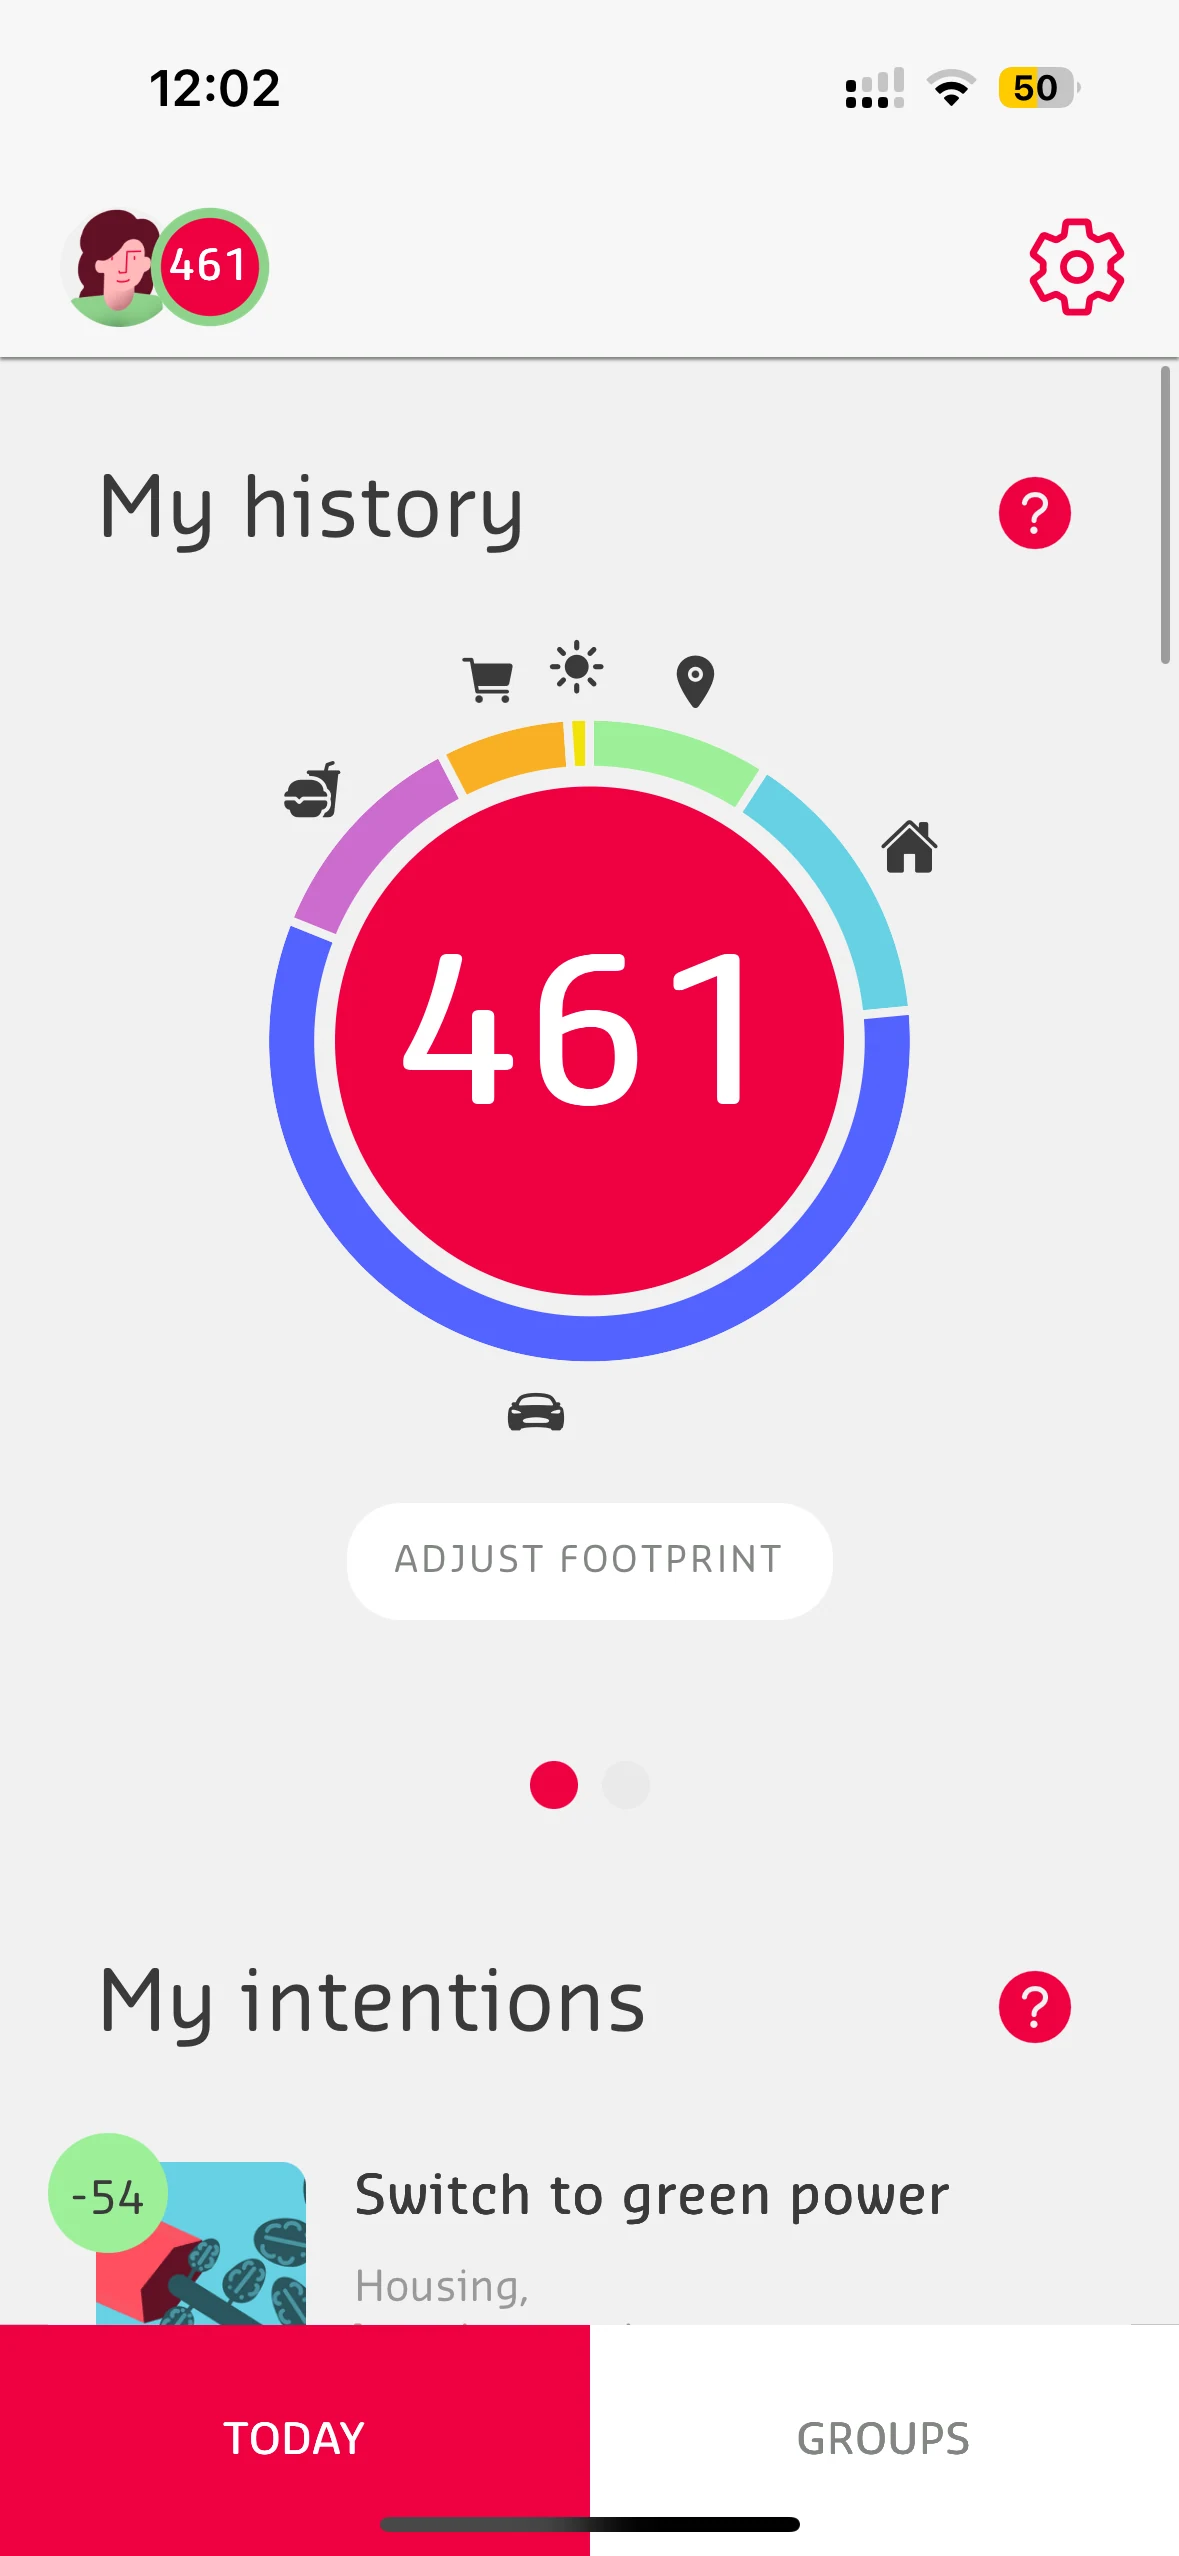 12:02
50
461
My history
?
461
ADJUST FOOTPRINT
My intentions
?
-54
Switch to green power
Housing,
TODAY
GROUPS